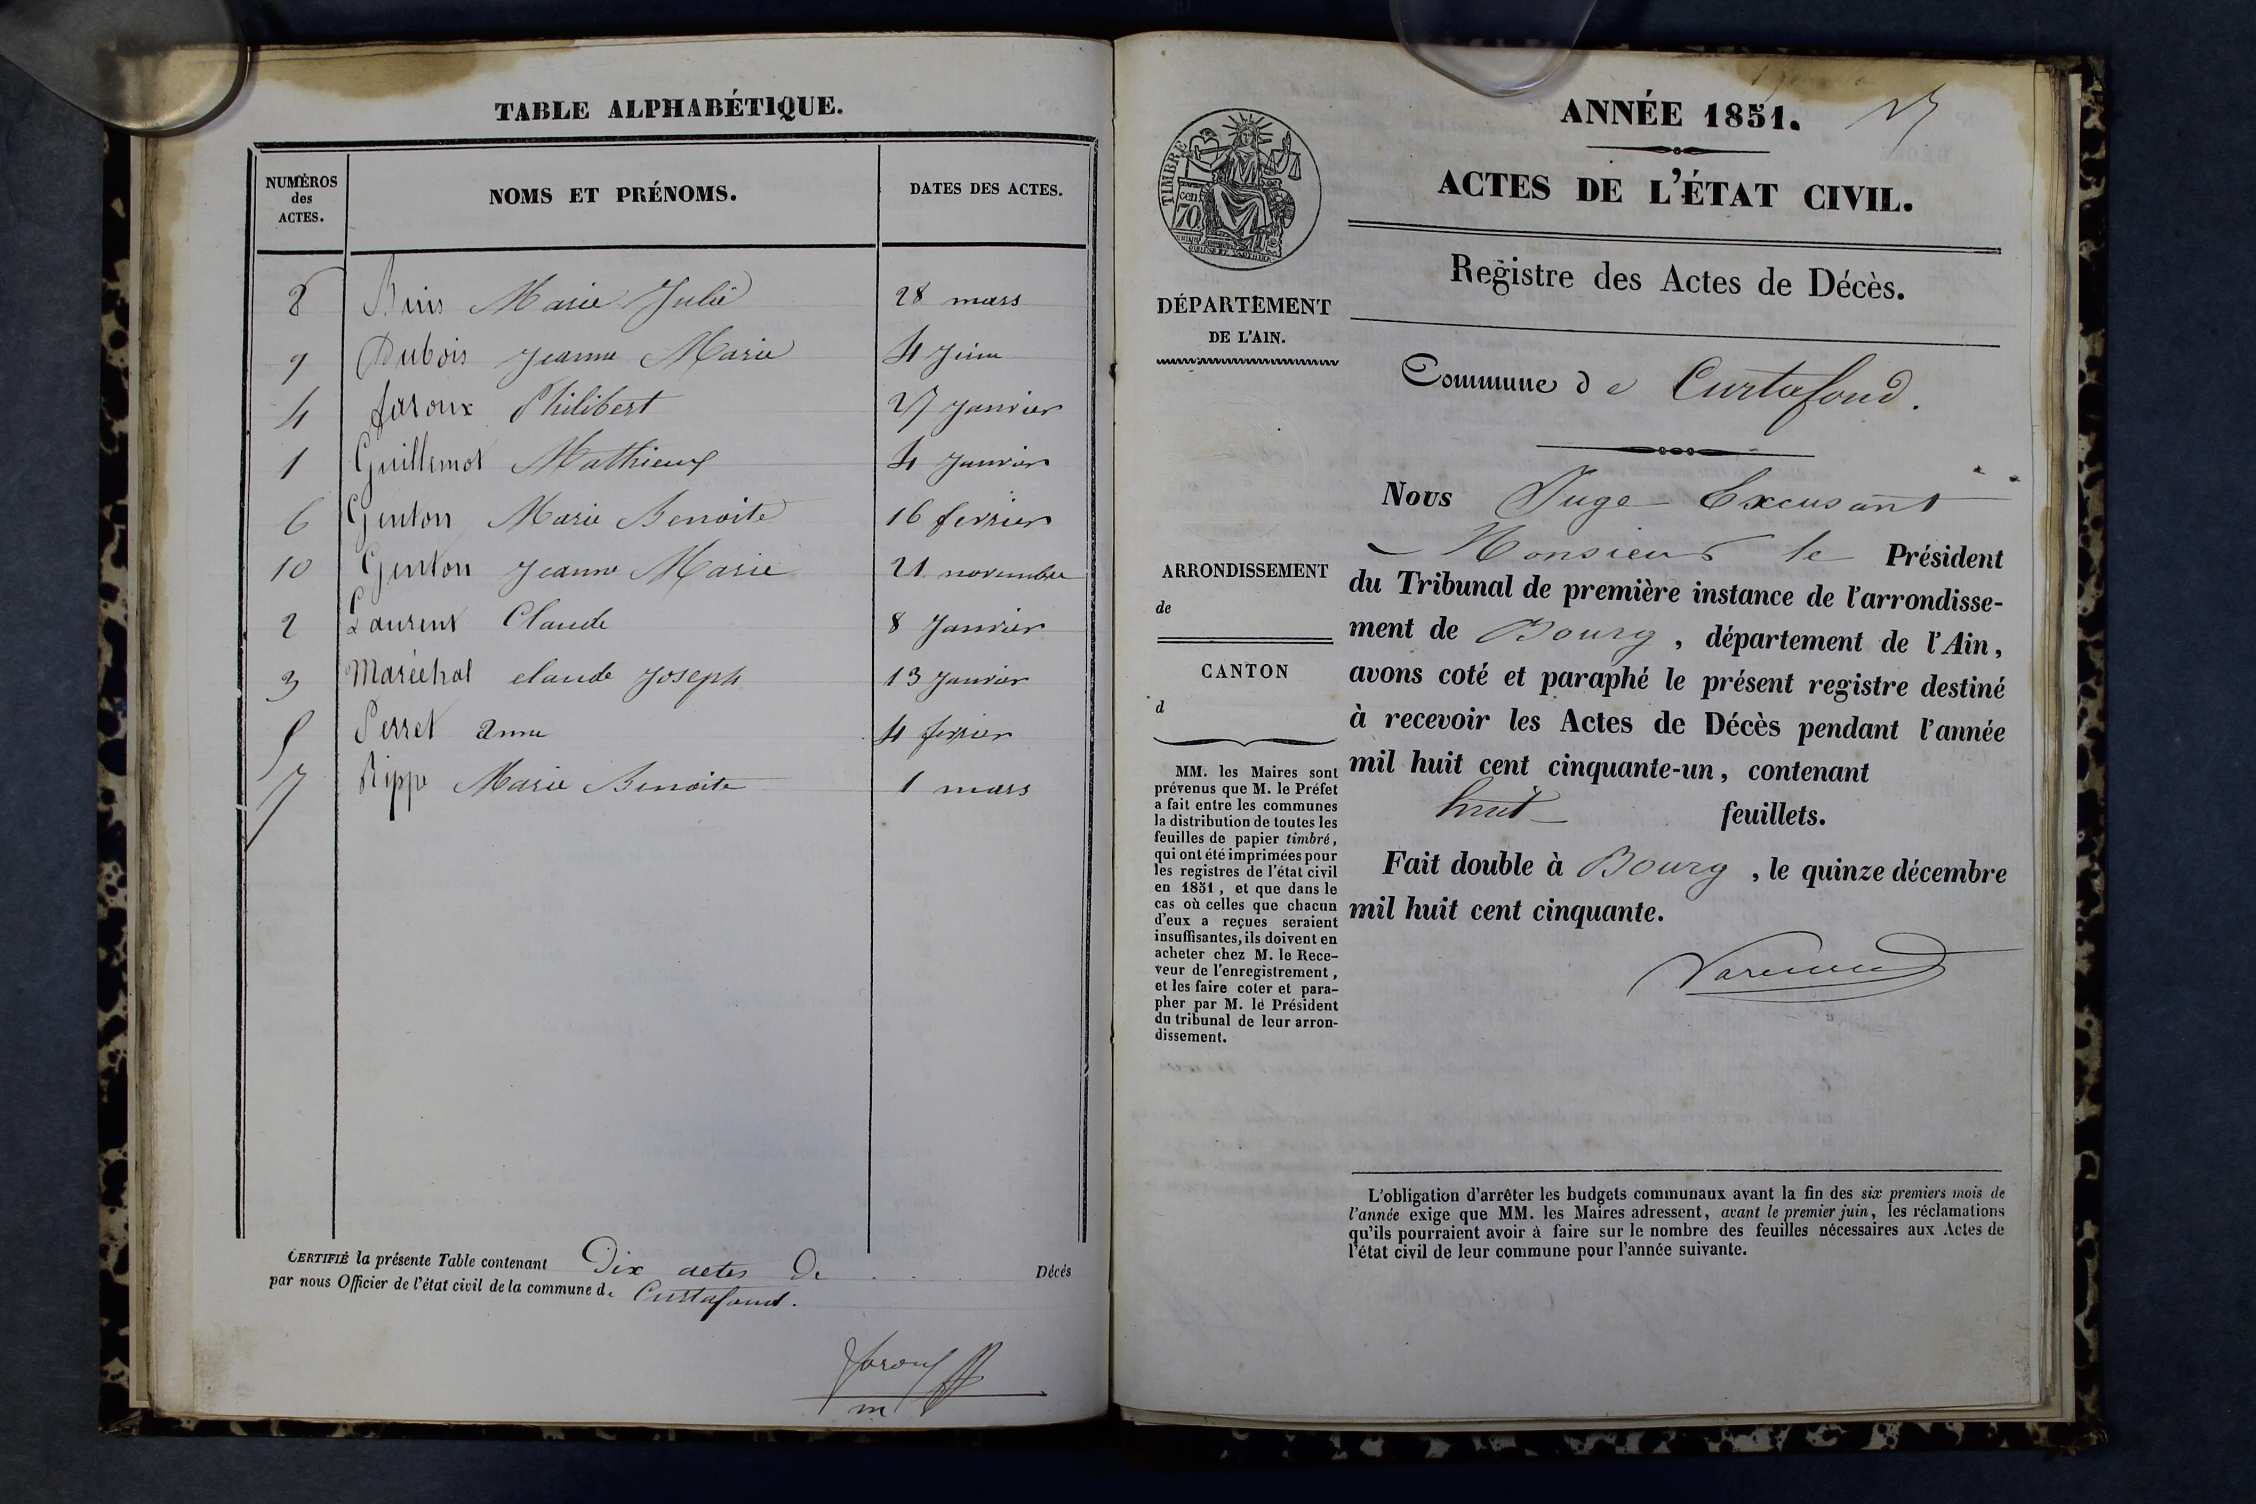 TABLE ALPHABÉTIQUE.
NUMÉROS
des
ACTES.
NOMS ET PRÉNOMS.
DATES DES ACTES.
8 Buis Marie Julie 28 mars
9 Dubois Jeanne Marie 4 Juin
4 faroux Philibert 27 Janvier
1 Guillemot Mathieux 4 Janvier
6 Genton Marie Benoite 16 fevrier
10 Genton Jeanne Marie 21 novembre
2 Laurent Claude 8 Janvier
3 Maréchal claude Joseph 13 Janvier
5 Perret anne 4 fevrier
7 Rippe Marie Benoite 1 mars
CERTIFIÉ la présente Table contenant Dix actes de Décés
par nous Officier de l'état civil de la commune de Curtafond.
faroux
m
ANNÉE 1851.
ACTES DE L'ÉTAT CIVIL.
Registre des Actes de Décès.
TIMBRE
cen.
70
DÉPARTEMENT
DE L'AIN.
Commune de Curtafond.
ARRONDISSEMENT
de
CANTON
d
MM. les Maires sont
prévenus que M. le Préfet
a fait entre les communes
la distribution de toutes les
feuilles de papier timbré,
qui ont été imprimées pour
les registres de l'état civil
en 1851, et que dans le
cas où celles que chacun
d'eux a reçues seraient
insuffisantes, ils doivent en
acheter chez M. le Rece-
veur de l'enregistrement,
et les faire coter et para-
pher par M. le Président
du tribunal de leur arron-
dissement.
Nous Juge Excusant
Monsieur le Président
du Tribunal de première instance de l'arrondisse-
ment de Bourg, département de l'Ain,
avons coté et paraphé le présent registre destiné
à recevoir les Actes de Décès pendant l'année
mil huit cent cinquante-un, contenant
huit feuillets.
Fait double à Bourg, le quinze décembre
mil huit cent cinquante.
L'obligation d'arrêter les budgets communaux avant la fin des six premiers mois de
l'année exige que MM. les Maires adressent, avant le premier juin, les réclamations
qu'ils pourraient avoir à faire sur le nombre des feuilles nécessaires aux Actes de
l'état civil de leur commune pour l'année suivante.